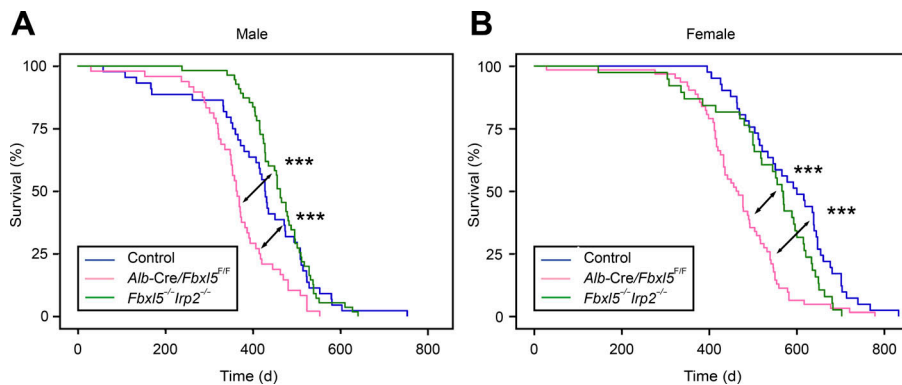 A
Male
100
75
50
25
0
Survival (%)
***
***
Control
Alb-Cre/Fbxl5F/F
Fbxl5−/−Irp2−/−
0 200 400 600 800
Time (d)
B
Female
100
75
50
25
0
Survival (%)
***
***
Control
Alb-Cre/Fbxl5F/F
Fbxl5−/−Irp2−/−
0 200 400 600 800
Time (d)